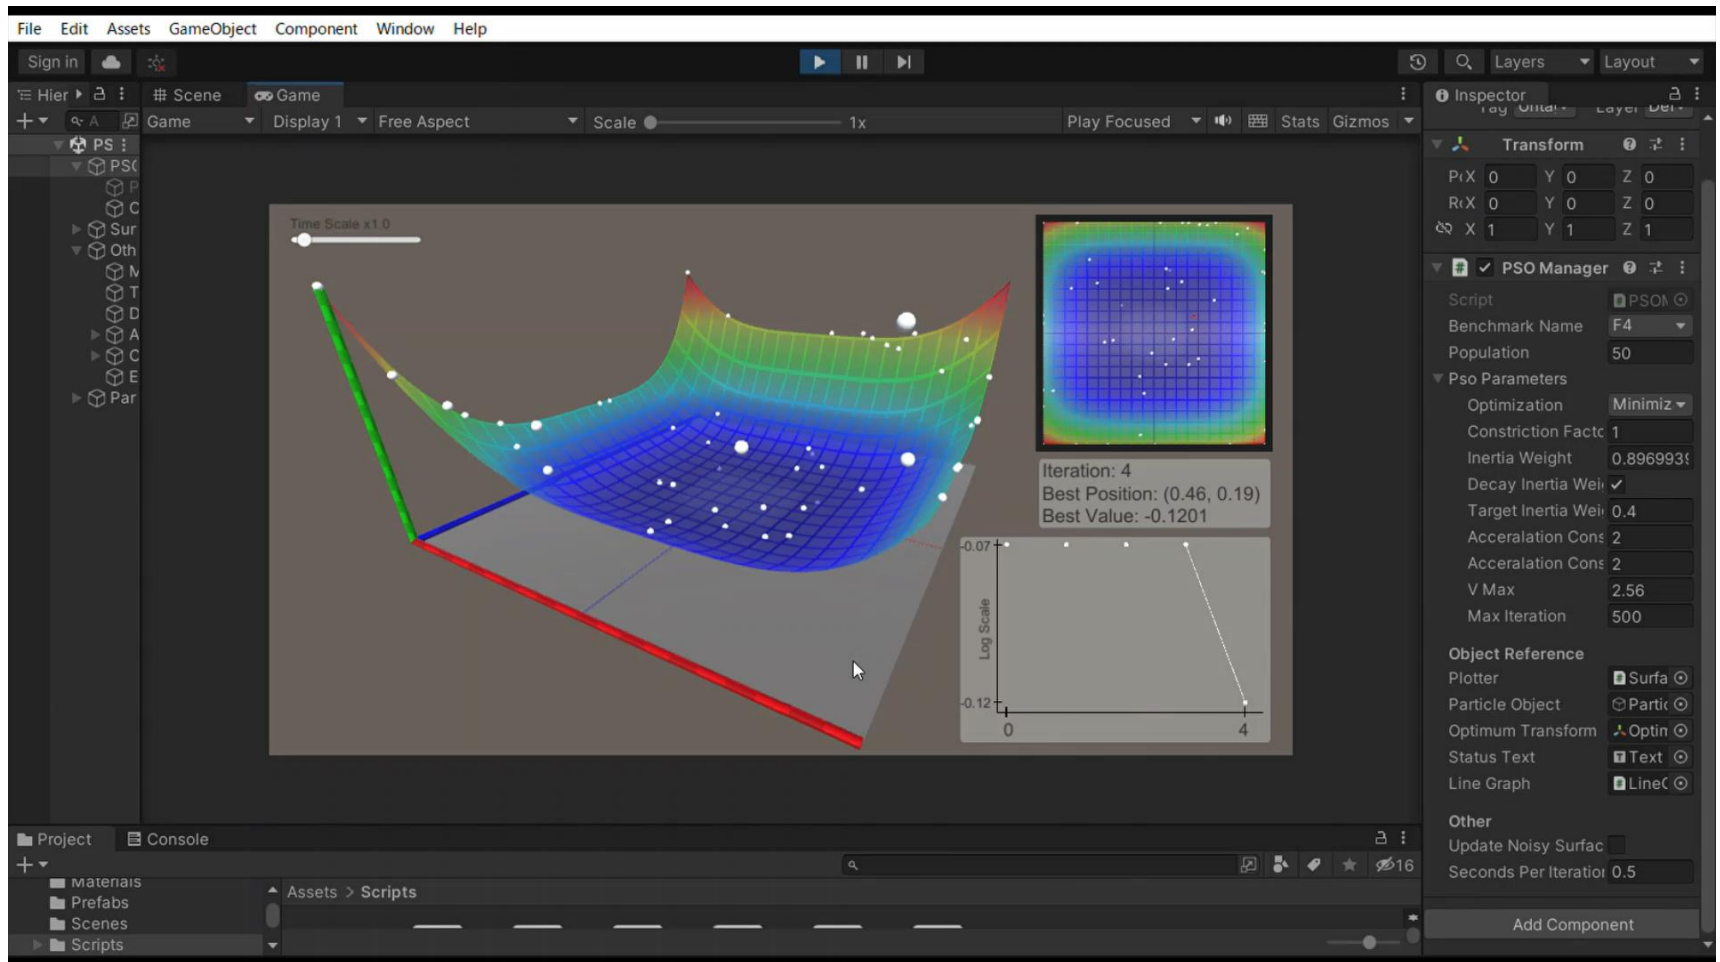 File Edit Assets GameObject Component Window Help
Sign in Layers Layout
Hier Scene Game Inspector
A Game Display 1 Free Aspect Scale 1x Play Focused Stats Gizmos
PS
PS
P
C
Sur
Oth
M
T
D
A
C
E
Par
Time Scale x1.0
Iteration: 4
Best Position: (0.46, 0.19)
Best Value: -0.1201
-0.07
Log Scale
-0.12
0 4
Transform
X 0 Y 0 Z 0
X 0 Y 0 Z 0
X 1 Y 1 Z 1
# PSO Manager
Script PSOM
Benchmark Name F4
Population 50
Pso Parameters
Optimization Minimiz
Constriction Facto 1
Inertia Weight 0.8969939
Decay Inertia Wei
Target Inertia Wei 0.4
Acceralation Cons 2
Acceralation Cons 2
V Max 2.56
Max Iteration 500
Object Reference
Plotter Surfa
Particle Object Partic
Optimum Transform Optin
Status Text Text
Line Graph Line
Other
Update Noisy Surfac
Seconds Per Iteration 0.5
Add Component
Project Console
16
Materials
Prefabs
Scenes
Scripts
Assets > Scripts